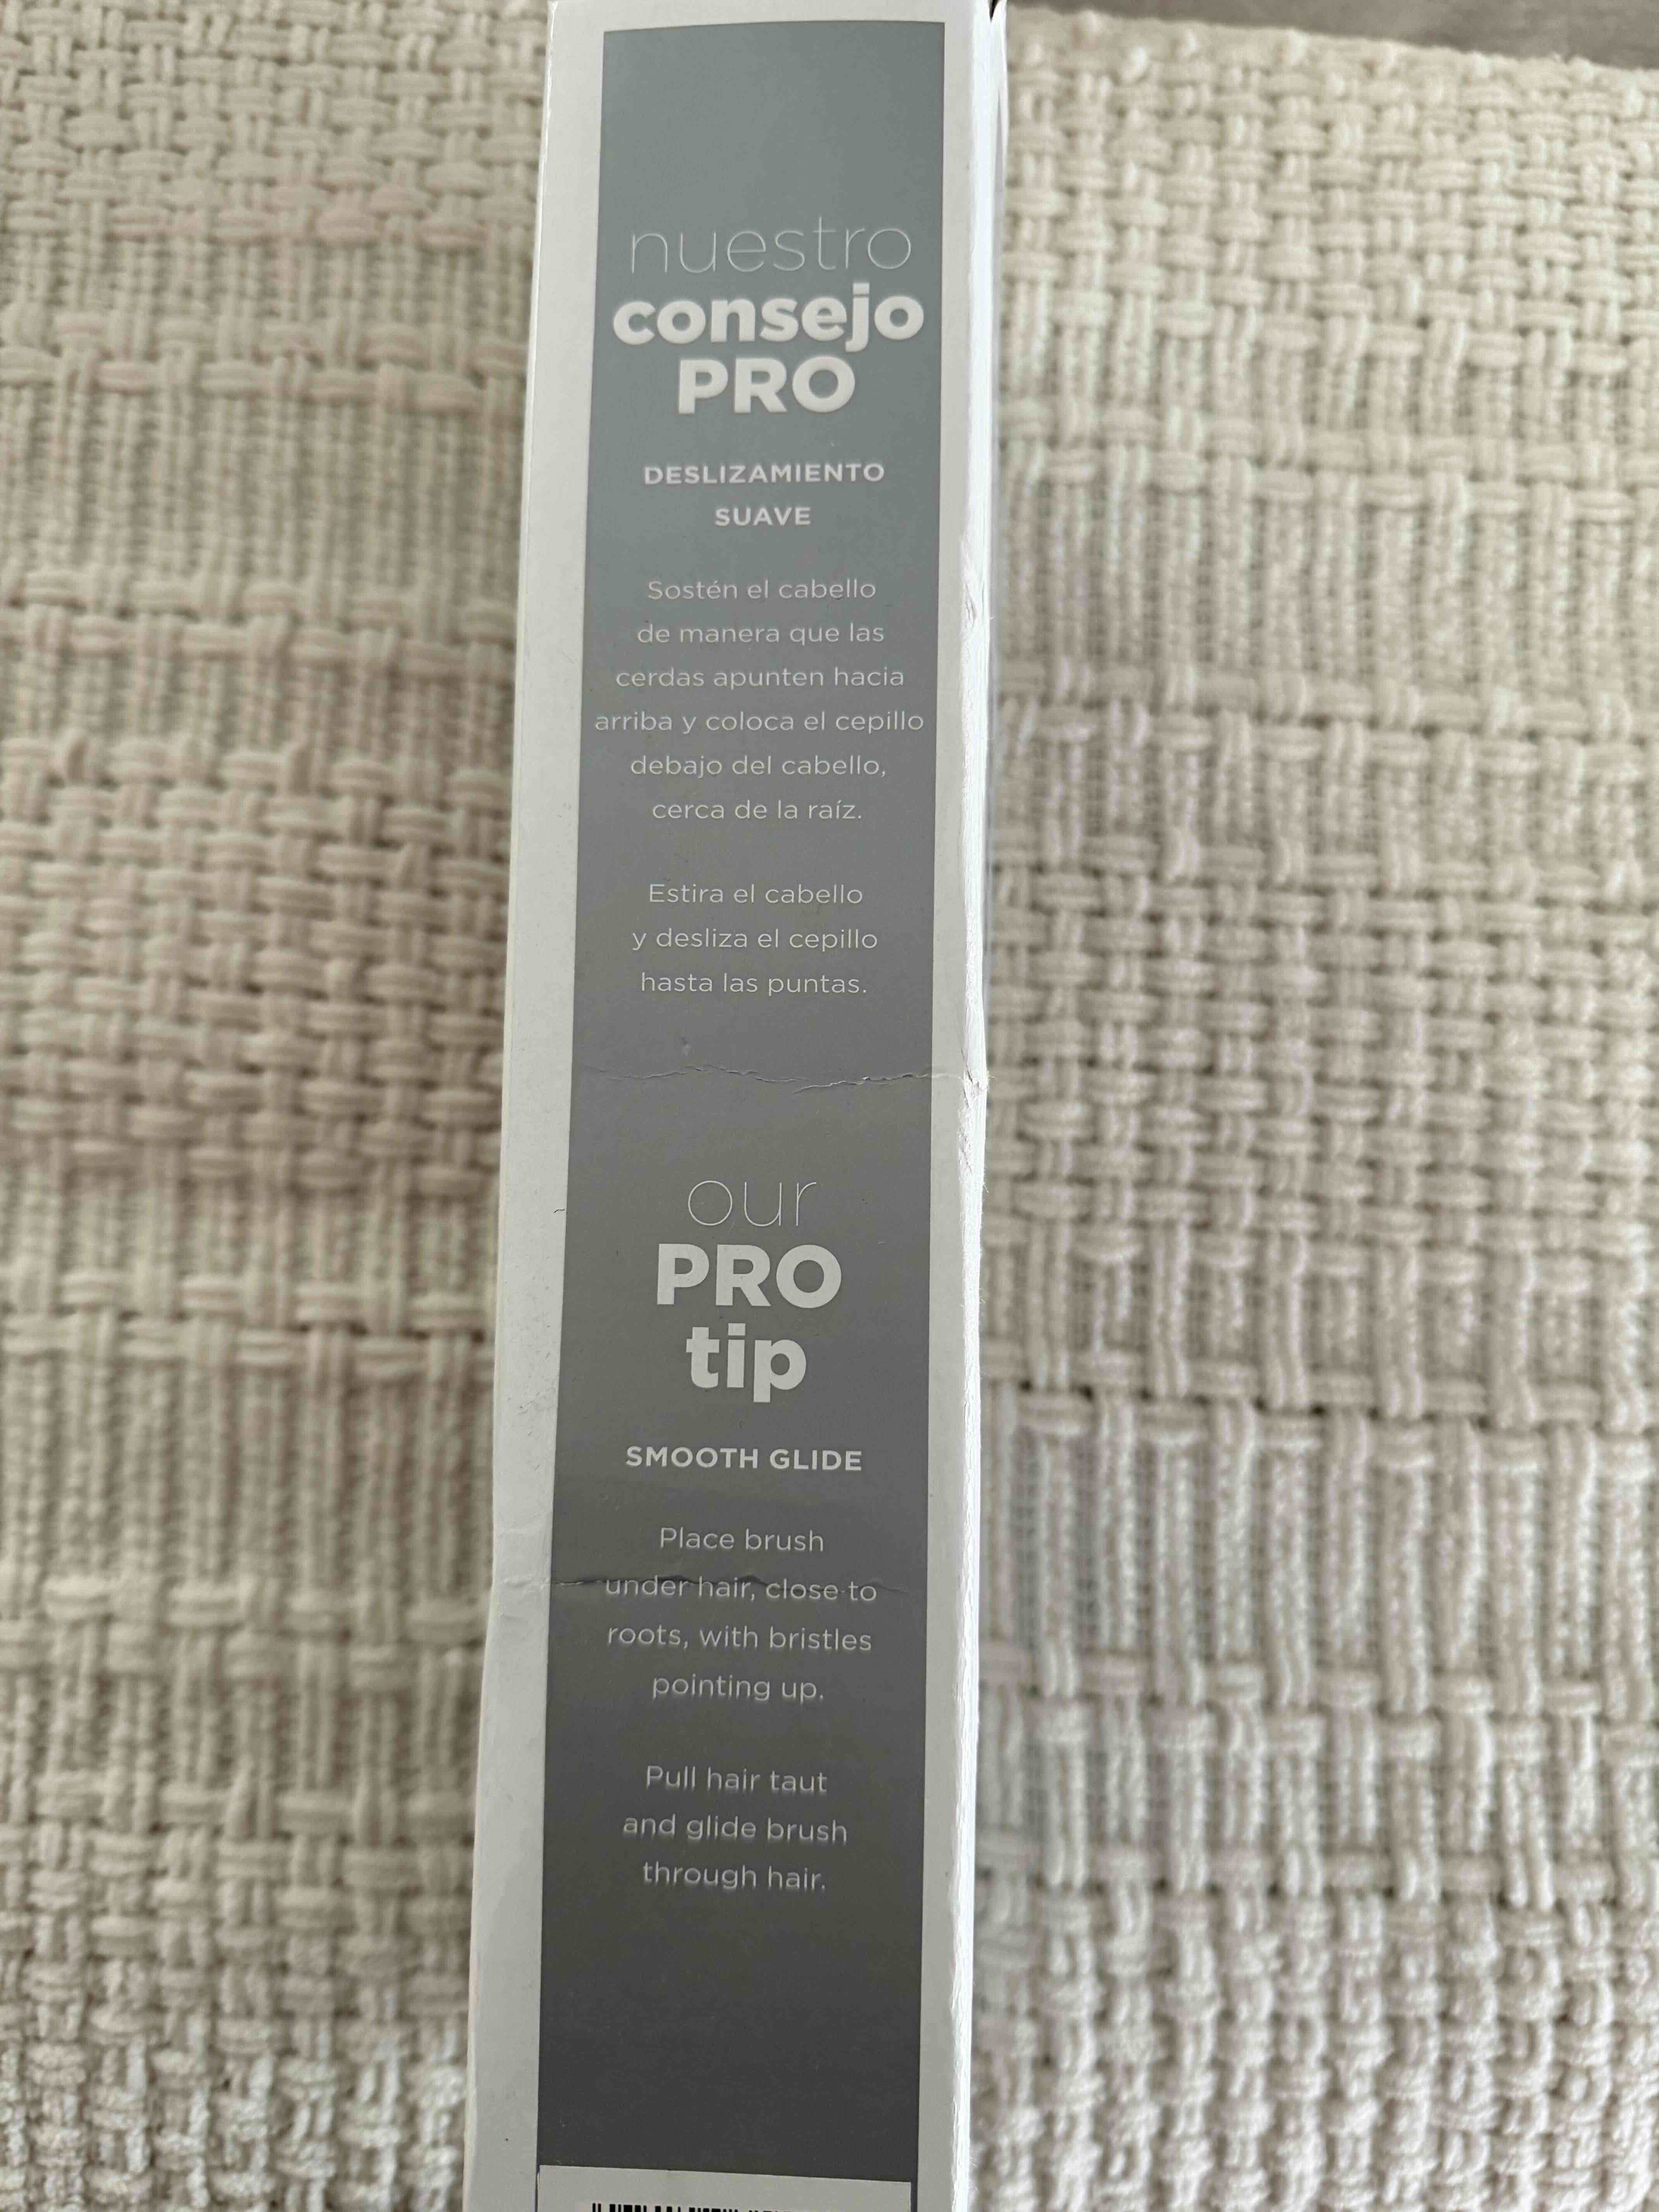 nuestro
consejo
PRO
DESLIZAMIENTO
SUAVE
Sostén el cabello
de manera que las
cerdas apunten hacia
arriba y coloca el cepillo
debajo del cabello,
cerca de la raíz.
Estira el cabello
y desliza el cepillo
hasta las puntas.
our
PRO
tip
SMOOTH GLIDE
Place brush
under hair, close to
roots, with bristles
pointing up.
Pull hair taut
and glide brush
through hair.